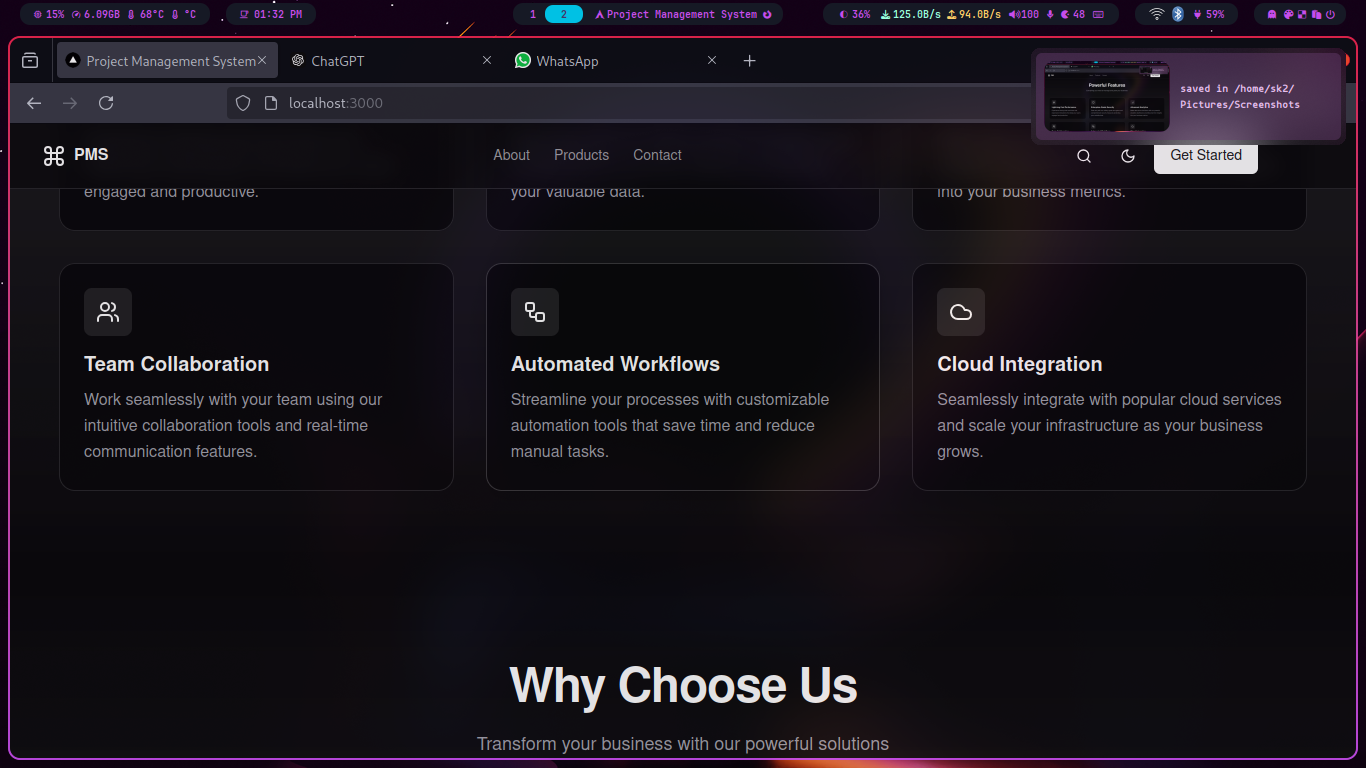 15% 6.09GB 68°C °C 01:32 PM 1 2 Project Management System 36% 125.0B/s 94.0B/s 100 48 59%
Project Management System ChatGPT WhatsApp
localhost:3000
saved in /home/sk2/
Pictures/Screenshots
Powerful Features
PMS About Products Contact Get Started
engaged and productive. your valuable data. into your business metrics.
Team Collaboration
Work seamlessly with your team using our
intuitive collaboration tools and real-time
communication features.
Automated Workflows
Streamline your processes with customizable
automation tools that save time and reduce
manual tasks.
Cloud Integration
Seamlessly integrate with popular cloud services
and scale your infrastructure as your business
grows.
Why Choose Us
Transform your business with our powerful solutions